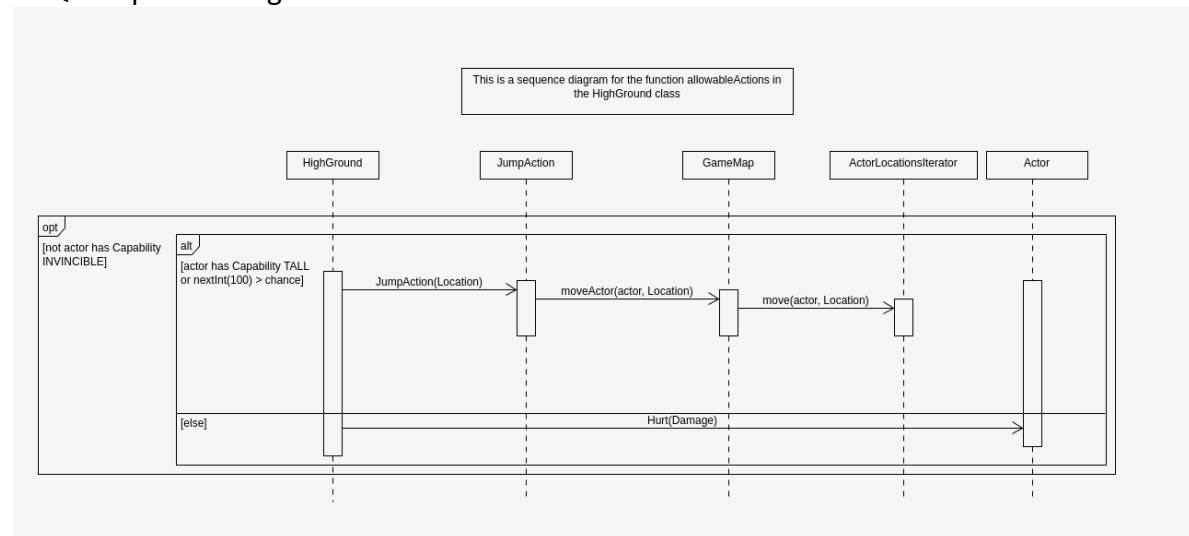 This is a sequence diagram for the function allowableActions in
the HighGround class
HighGround
JumpAction
GameMap
ActorLocationsIterator
Actor
opt
[not actor has Capability
INVINCIBLE]
alt
[actor has Capability TALL
or nextInt(100) > chance]
JumpAction(Location)
moveActor(actor, Location)
move(actor, Location)
[else]
Hurt(Damage)